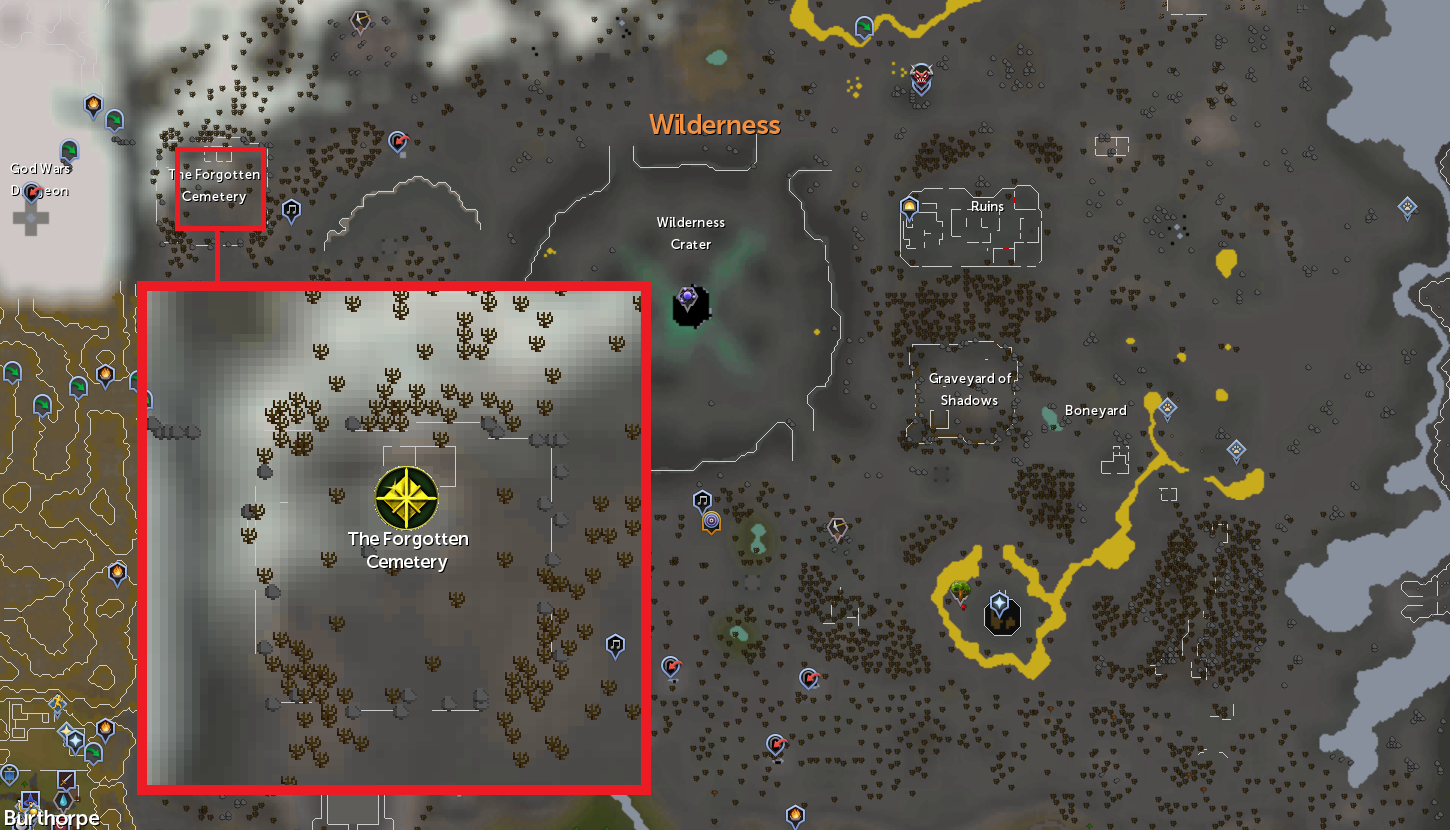 Wilderness
God Wars
Dungeon
The Forgotten
Cemetery
Wilderness
Crater
Ruins
Graveyard of
Shadows
Boneyard
The Forgotten
Cemetery
Burthorpe